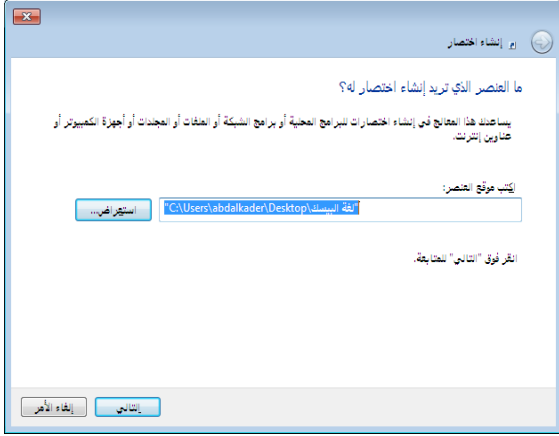 إنشاء اختصار
ما العنصر الذي تريد إنشاء اختصار له؟
يساعدك هذا المعالج في إنشاء اختصارات للبرامج المحلية أو برامج الشبكة أو الملفات أو المجلدات أو أجهزة الكمبيوتر أو
عناوين إنترنت.
اكتب موقع العنصر:
"C:\Users\abdalkader\Desktop\لغة البيسك"
استعراض...
انقر فوق "التالي" للمتابعة.
التالي
إلغاء الأمر